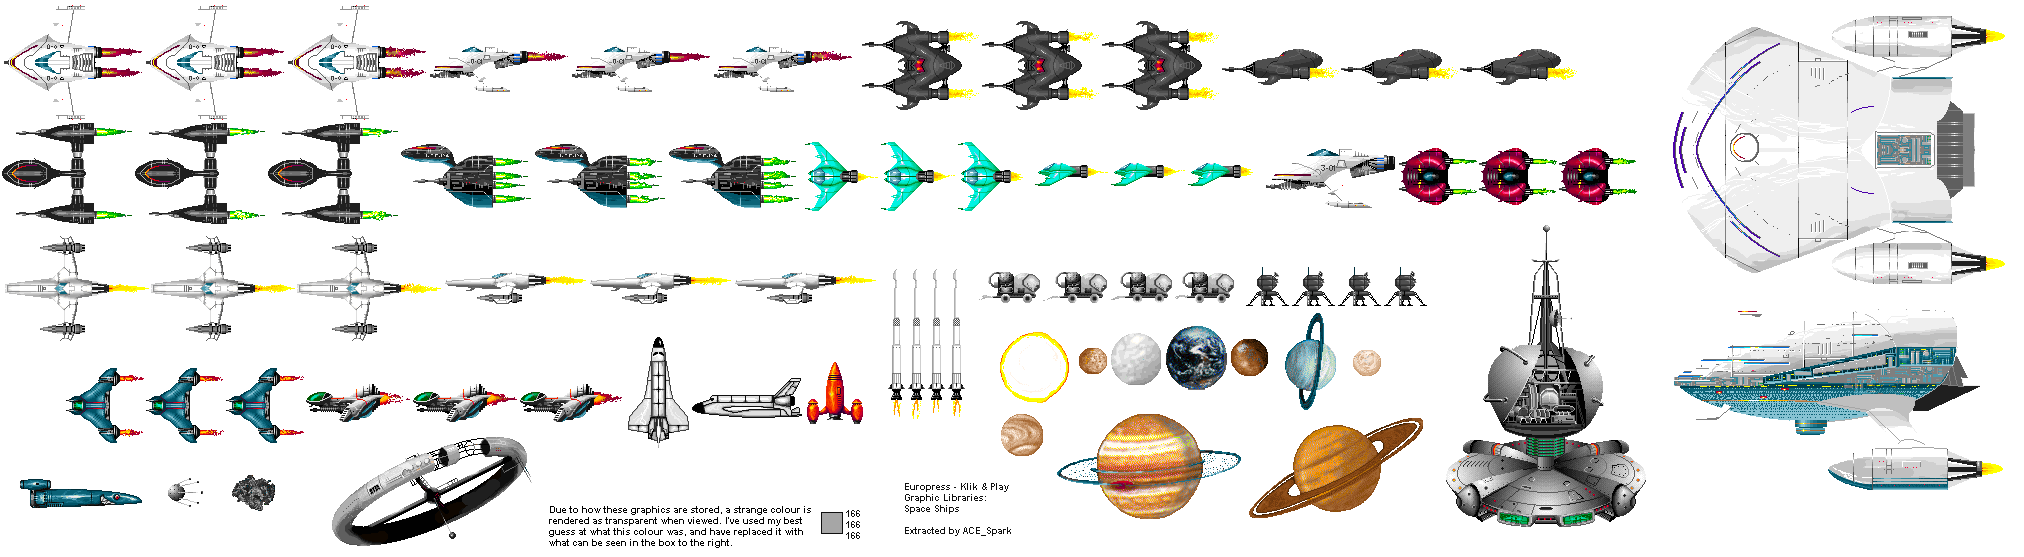 Due to how these graphics are stored, a strange colour is
rendered as transparent when viewed. I've used my best
guess at what this colour was, and have replaced it with
what can be seen in the box to the right.
166
166
166
Europress - Klik & Play
Graphic Libraries:
Space Ships
Extracted by ACE_Spark
3-01